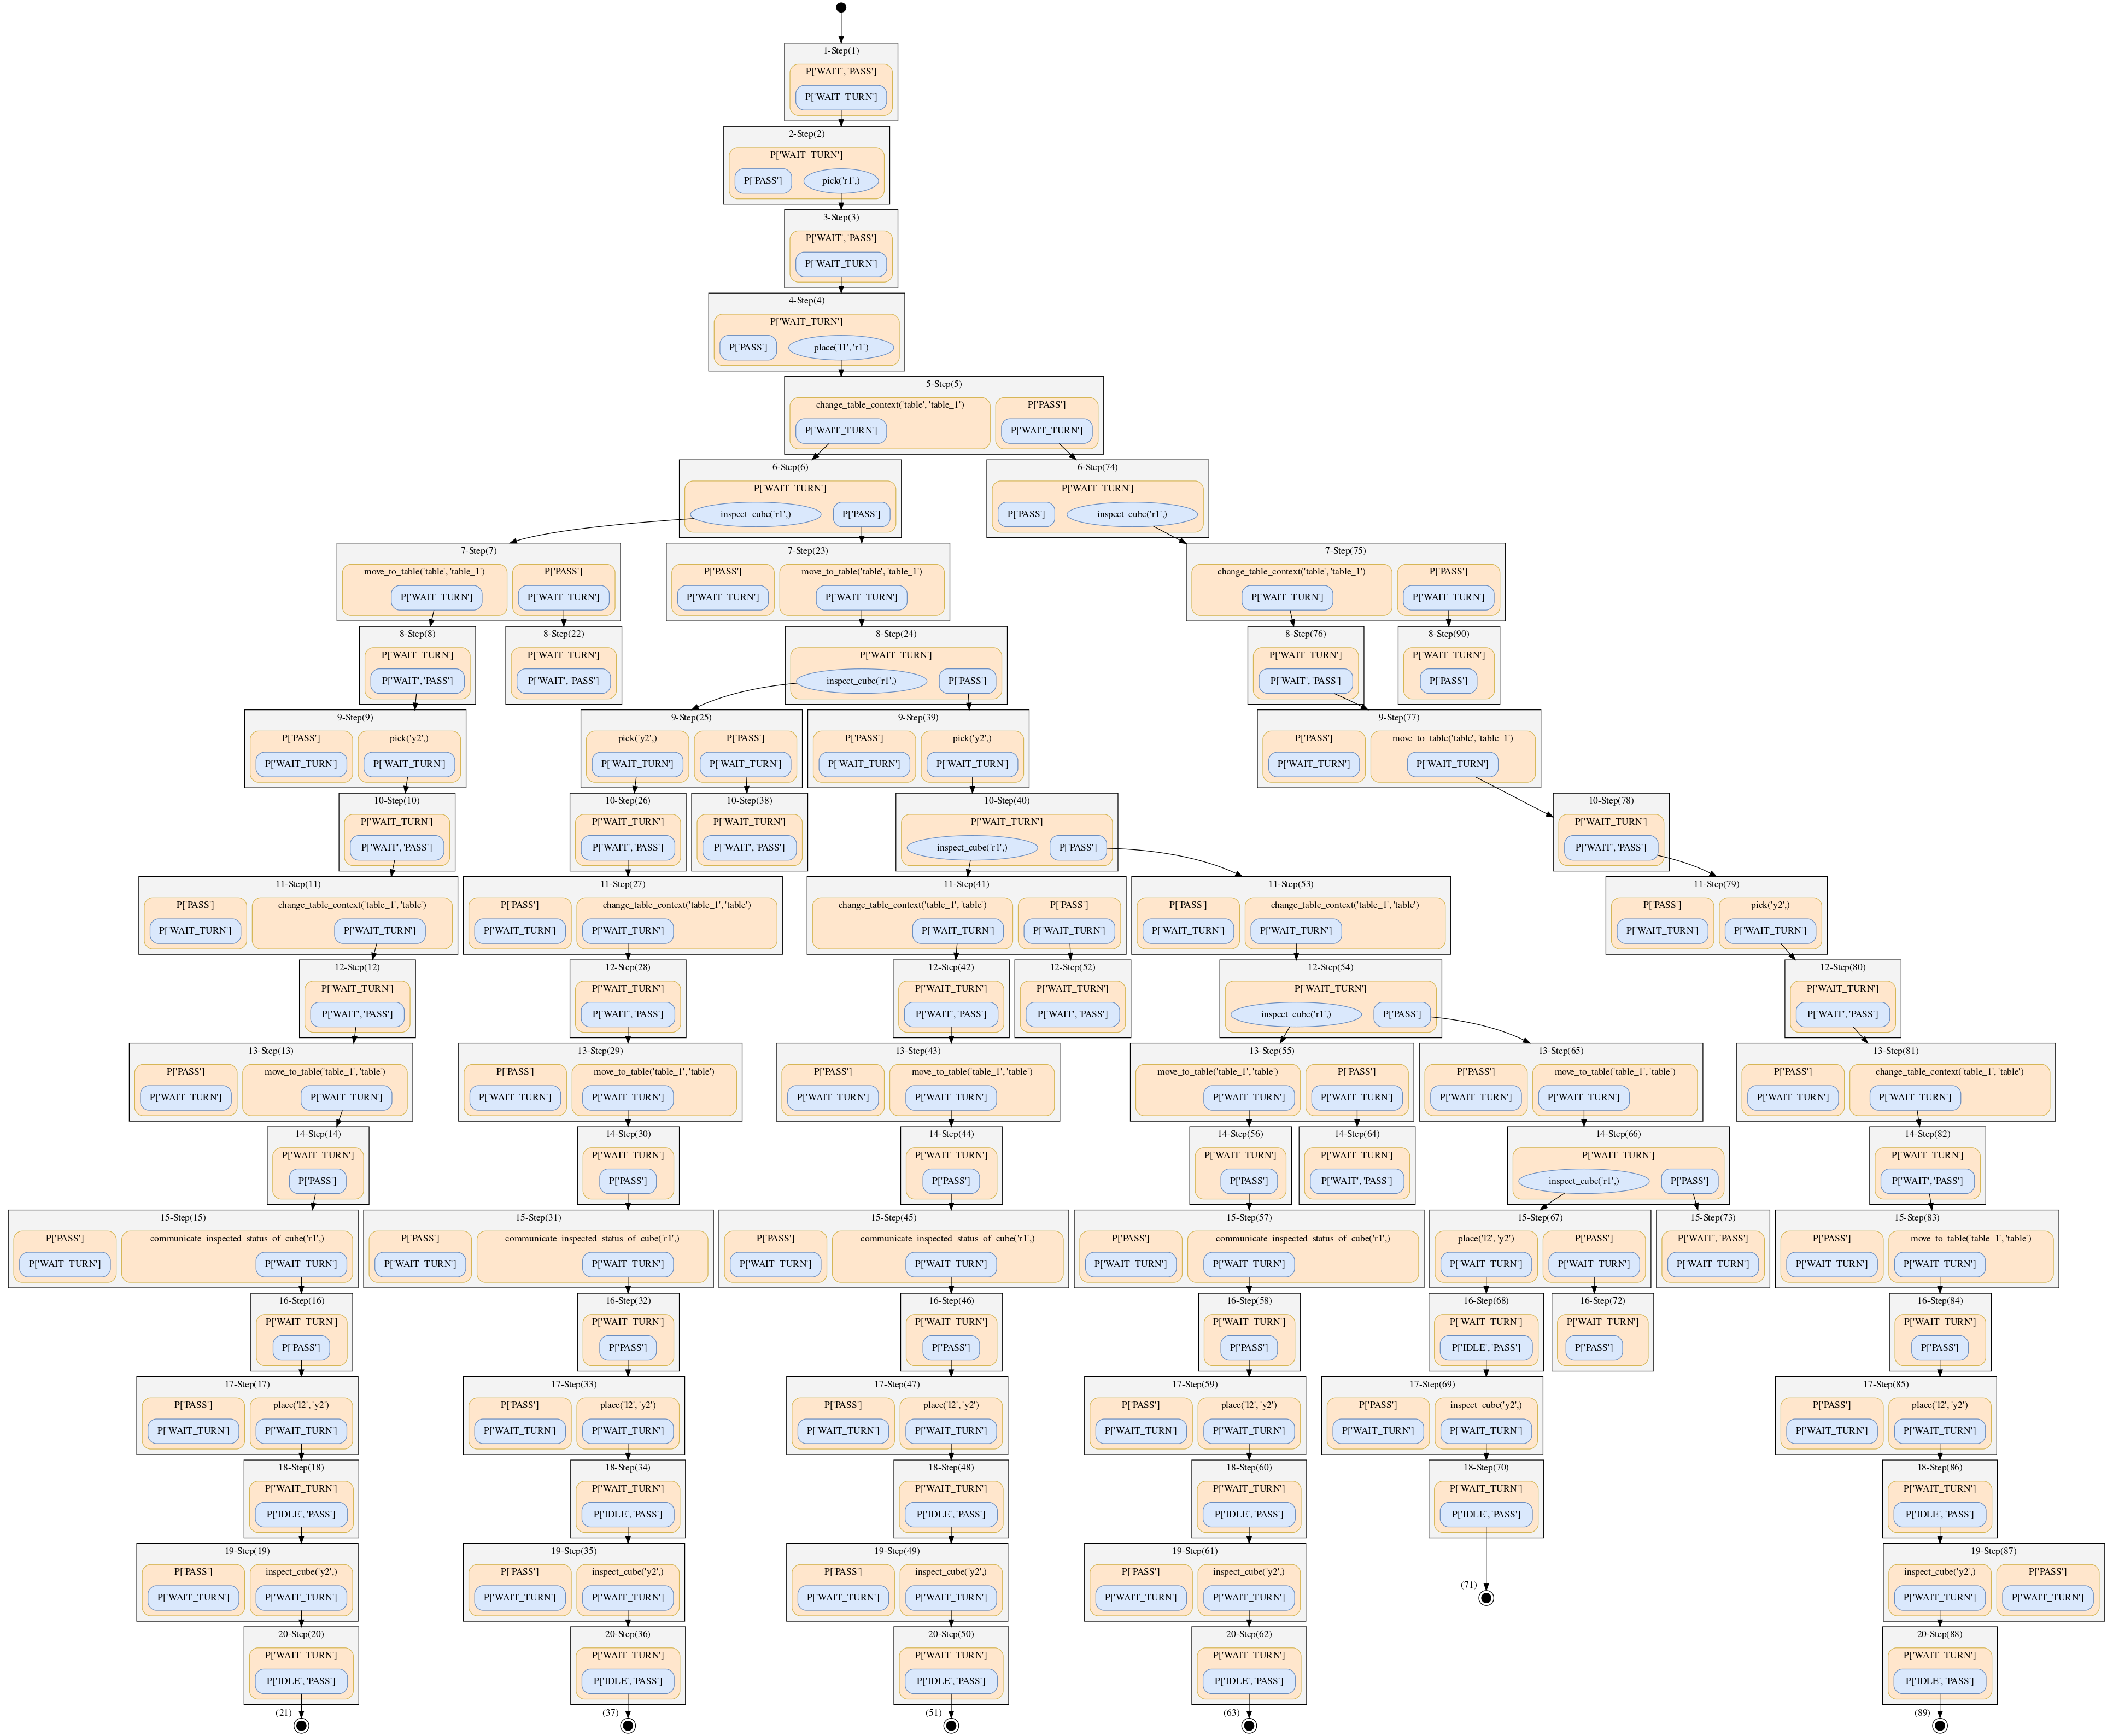 1-Step(1)
P['WAIT', 'PASS']
P['WAIT_TURN']
2-Step(2)
P['WAIT_TURN']
P['PASS'] pick('r1',)
3-Step(3)
P['WAIT', 'PASS']
P['WAIT_TURN']
4-Step(4)
P['WAIT_TURN']
P['PASS'] place('l1', 'r1')
5-Step(5)
change_table_context('table', 'table_1') P['PASS']
P['WAIT_TURN'] P['WAIT_TURN']
6-Step(6) 6-Step(74)
P['WAIT_TURN'] P['WAIT_TURN']
inspect_cube('r1',) P['PASS'] P['PASS'] inspect_cube('r1',)
7-Step(7) 7-Step(23) 7-Step(75)
move_to_table('table', 'table_1') P['PASS'] P['PASS'] move_to_table('table', 'table_1') change_table_context('table', 'table_1') P['PASS']
P['WAIT_TURN'] P['WAIT_TURN'] P['WAIT_TURN'] P['WAIT_TURN'] P['WAIT_TURN'] P['WAIT_TURN']
8-Step(8) 8-Step(22) 8-Step(24) 8-Step(76) 8-Step(90)
P['WAIT_TURN'] P['WAIT_TURN'] P['WAIT_TURN'] P['WAIT_TURN'] P['WAIT_TURN']
P['WAIT', 'PASS'] P['WAIT', 'PASS'] inspect_cube('r1',) P['PASS'] P['WAIT', 'PASS'] P['PASS']
9-Step(9) 9-Step(25) 9-Step(39) 9-Step(77)
P['PASS'] pick('y2',) pick('y2',) P['PASS'] P['PASS'] pick('y2',) P['PASS'] move_to_table('table', 'table_1')
P['WAIT_TURN'] P['WAIT_TURN'] P['WAIT_TURN'] P['WAIT_TURN'] P['WAIT_TURN'] P['WAIT_TURN'] P['WAIT_TURN'] P['WAIT_TURN']
10-Step(10) 10-Step(26) 10-Step(38) 10-Step(40) 10-Step(78)
P['WAIT_TURN'] P['WAIT_TURN'] P['WAIT_TURN'] P['WAIT_TURN'] P['WAIT_TURN']
P['WAIT', 'PASS'] P['WAIT', 'PASS'] P['WAIT', 'PASS'] inspect_cube('r1',) P['PASS'] P['WAIT', 'PASS']
11-Step(11) 11-Step(27) 11-Step(41) 11-Step(53) 11-Step(79)
P['PASS'] change_table_context('table_1', 'table') P['PASS'] change_table_context('table_1', 'table') change_table_context('table_1', 'table') P['PASS'] P['PASS'] change_table_context('table_1', 'table') P['PASS'] pick('y2',)
P['WAIT_TURN'] P['WAIT_TURN'] P['WAIT_TURN'] P['WAIT_TURN'] P['WAIT_TURN'] P['WAIT_TURN'] P['WAIT_TURN'] P['WAIT_TURN'] P['WAIT_TURN'] P['WAIT_TURN']
12-Step(12) 12-Step(28) 12-Step(42) 12-Step(52) 12-Step(54) 12-Step(80)
P['WAIT_TURN'] P['WAIT_TURN'] P['WAIT_TURN'] P['WAIT_TURN'] P['WAIT_TURN'] P['WAIT_TURN']
P['WAIT', 'PASS'] P['WAIT', 'PASS'] P['WAIT', 'PASS'] P['WAIT', 'PASS'] inspect_cube('r1',) P['PASS'] P['WAIT', 'PASS']
13-Step(13) 13-Step(29) 13-Step(43) 13-Step(55) 13-Step(65) 13-Step(81)
P['PASS'] move_to_table('table_1', 'table') P['PASS'] move_to_table('table_1', 'table') P['PASS'] move_to_table('table_1', 'table') move_to_table('table_1', 'table') P['PASS'] P['PASS'] move_to_table('table_1', 'table') P['PASS'] change_table_context('table_1', 'table')
P['WAIT_TURN'] P['WAIT_TURN'] P['WAIT_TURN'] P['WAIT_TURN'] P['WAIT_TURN'] P['WAIT_TURN'] P['WAIT_TURN'] P['WAIT_TURN'] P['WAIT_TURN'] P['WAIT_TURN'] P['WAIT_TURN'] P['WAIT_TURN']
14-Step(14) 14-Step(30) 14-Step(44) 14-Step(56) 14-Step(64) 14-Step(66) 14-Step(82)
P['WAIT_TURN'] P['WAIT_TURN'] P['WAIT_TURN'] P['WAIT_TURN'] P['WAIT_TURN'] P['WAIT_TURN'] P['WAIT_TURN']
P['PASS'] P['PASS'] P['PASS'] P['PASS'] P['WAIT', 'PASS'] inspect_cube('r1',) P['PASS'] P['WAIT', 'PASS']
15-Step(15) 15-Step(31) 15-Step(45) 15-Step(57) 15-Step(67) 15-Step(73) 15-Step(83)
P['PASS'] communicate_inspected_status_of_cube('r1',) P['PASS'] communicate_inspected_status_of_cube('r1',) P['PASS'] communicate_inspected_status_of_cube('r1',) P['PASS'] communicate_inspected_status_of_cube('r1',) place('l2', 'y2') P['PASS'] P['WAIT', 'PASS'] P['PASS'] move_to_table('table_1', 'table')
P['WAIT_TURN'] P['WAIT_TURN'] P['WAIT_TURN'] P['WAIT_TURN'] P['WAIT_TURN'] P['WAIT_TURN'] P['WAIT_TURN'] P['WAIT_TURN'] P['WAIT_TURN'] P['WAIT_TURN'] P['WAIT_TURN'] P['WAIT_TURN'] P['WAIT_TURN']
16-Step(16) 16-Step(32) 16-Step(46) 16-Step(58) 16-Step(68) 16-Step(72) 16-Step(84)
P['WAIT_TURN'] P['WAIT_TURN'] P['WAIT_TURN'] P['WAIT_TURN'] P['WAIT_TURN'] P['WAIT_TURN'] P['WAIT_TURN']
P['PASS'] P['PASS'] P['PASS'] P['PASS'] P['IDLE', 'PASS'] P['PASS'] P['PASS']
17-Step(17) 17-Step(33) 17-Step(47) 17-Step(59) 17-Step(69) 17-Step(85)
P['PASS'] place('l2', 'y2') P['PASS'] place('l2', 'y2') P['PASS'] place('l2', 'y2') P['PASS'] place('l2', 'y2') P['PASS'] inspect_cube('y2',) P['PASS'] place('l2', 'y2')
P['WAIT_TURN'] P['WAIT_TURN'] P['WAIT_TURN'] P['WAIT_TURN'] P['WAIT_TURN'] P['WAIT_TURN'] P['WAIT_TURN'] P['WAIT_TURN'] P['WAIT_TURN'] P['WAIT_TURN'] P['WAIT_TURN'] P['WAIT_TURN']
18-Step(18) 18-Step(34) 18-Step(48) 18-Step(60) 18-Step(70) 18-Step(86)
P['WAIT_TURN'] P['WAIT_TURN'] P['WAIT_TURN'] P['WAIT_TURN'] P['WAIT_TURN'] P['WAIT_TURN']
P['IDLE', 'PASS'] P['IDLE', 'PASS'] P['IDLE', 'PASS'] P['IDLE', 'PASS'] P['IDLE', 'PASS'] P['IDLE', 'PASS']
19-Step(19) 19-Step(35) 19-Step(49) 19-Step(61) 19-Step(87)
P['PASS'] inspect_cube('y2',) P['PASS'] inspect_cube('y2',) P['PASS'] inspect_cube('y2',) P['PASS'] inspect_cube('y2',) inspect_cube('y2',) P['PASS']
(71)
P['WAIT_TURN'] P['WAIT_TURN'] P['WAIT_TURN'] P['WAIT_TURN'] P['WAIT_TURN'] P['WAIT_TURN'] P['WAIT_TURN'] P['WAIT_TURN'] P['WAIT_TURN'] P['WAIT_TURN']
20-Step(20) 20-Step(36) 20-Step(50) 20-Step(62) 20-Step(88)
P['WAIT_TURN'] P['WAIT_TURN'] P['WAIT_TURN'] P['WAIT_TURN'] P['WAIT_TURN']
P['IDLE', 'PASS'] P['IDLE', 'PASS'] P['IDLE', 'PASS'] P['IDLE', 'PASS'] P['IDLE', 'PASS']
(21) (37) (51) (63) (89)